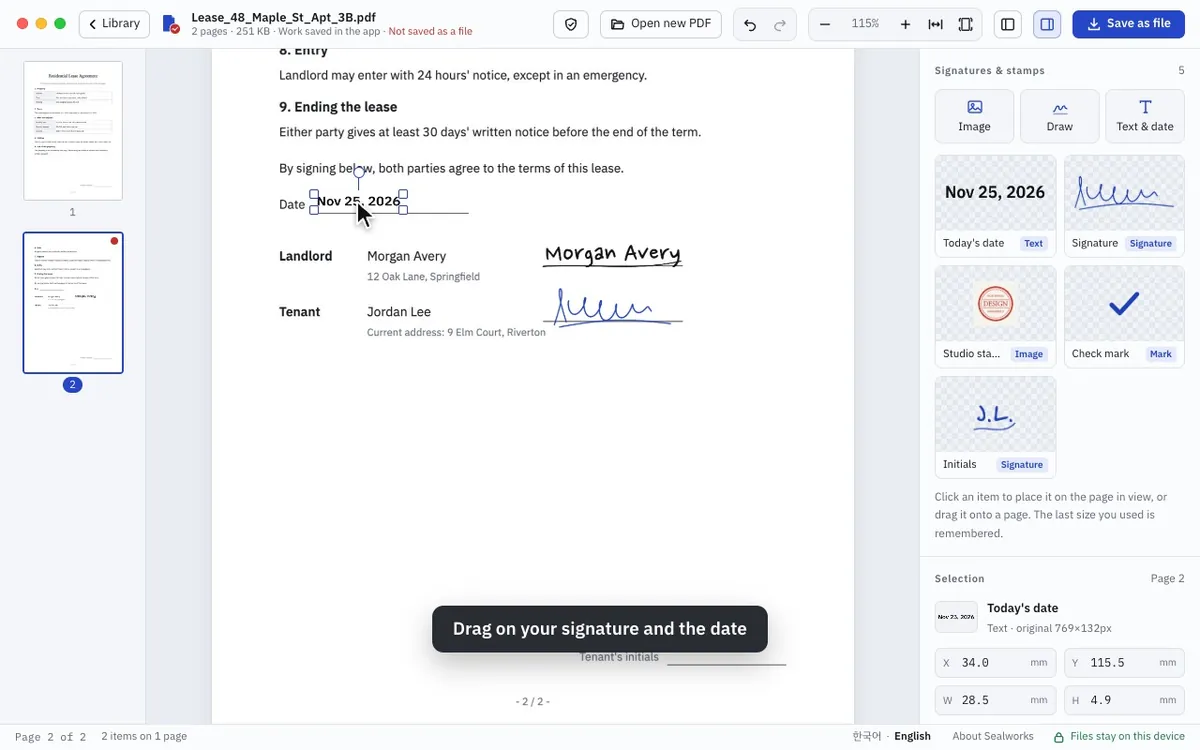 Library
Lease_48_Maple_St_Apt_3B.pdf
2 pages · 251 KB · Work saved in the app · Not saved as a file
Open new PDF
115%
Save as file
Residential Lease Agreement
1
2
8. Entry
Landlord may enter with 24 hours' notice, except in an emergency.
9. Ending the lease
Either party gives at least 30 days' written notice before the end of the term.
By signing below, both parties agree to the terms of this lease.
Date Nov 25, 2026
Landlord Morgan Avery Morgan Avery
12 Oak Lane, Springfield
Tenant Jordan Lee
Current address: 9 Elm Court, Riverton
Drag on your signature and the date
Tenant's initials
- 2 / 2 -
Signatures & stamps 5
Image Draw Text & date
Nov 25, 2026
Today's date Text
Signature Signature
DESIGN
Studio sta... Image
Check mark Mark
J.L.
Initials Signature
Click an item to place it on the page in view, or
drag it onto a page. The last size you used is
remembered.
Selection Page 2
Nov 25, 2026
Today's date
Text · original 769×132px
X 34.0 mm Y 115.5 mm
W 28.5 mm H 4.9 mm
Page 2 of 2 2 items on 1 page
한국어 · English About Sealworks Files stay on this device